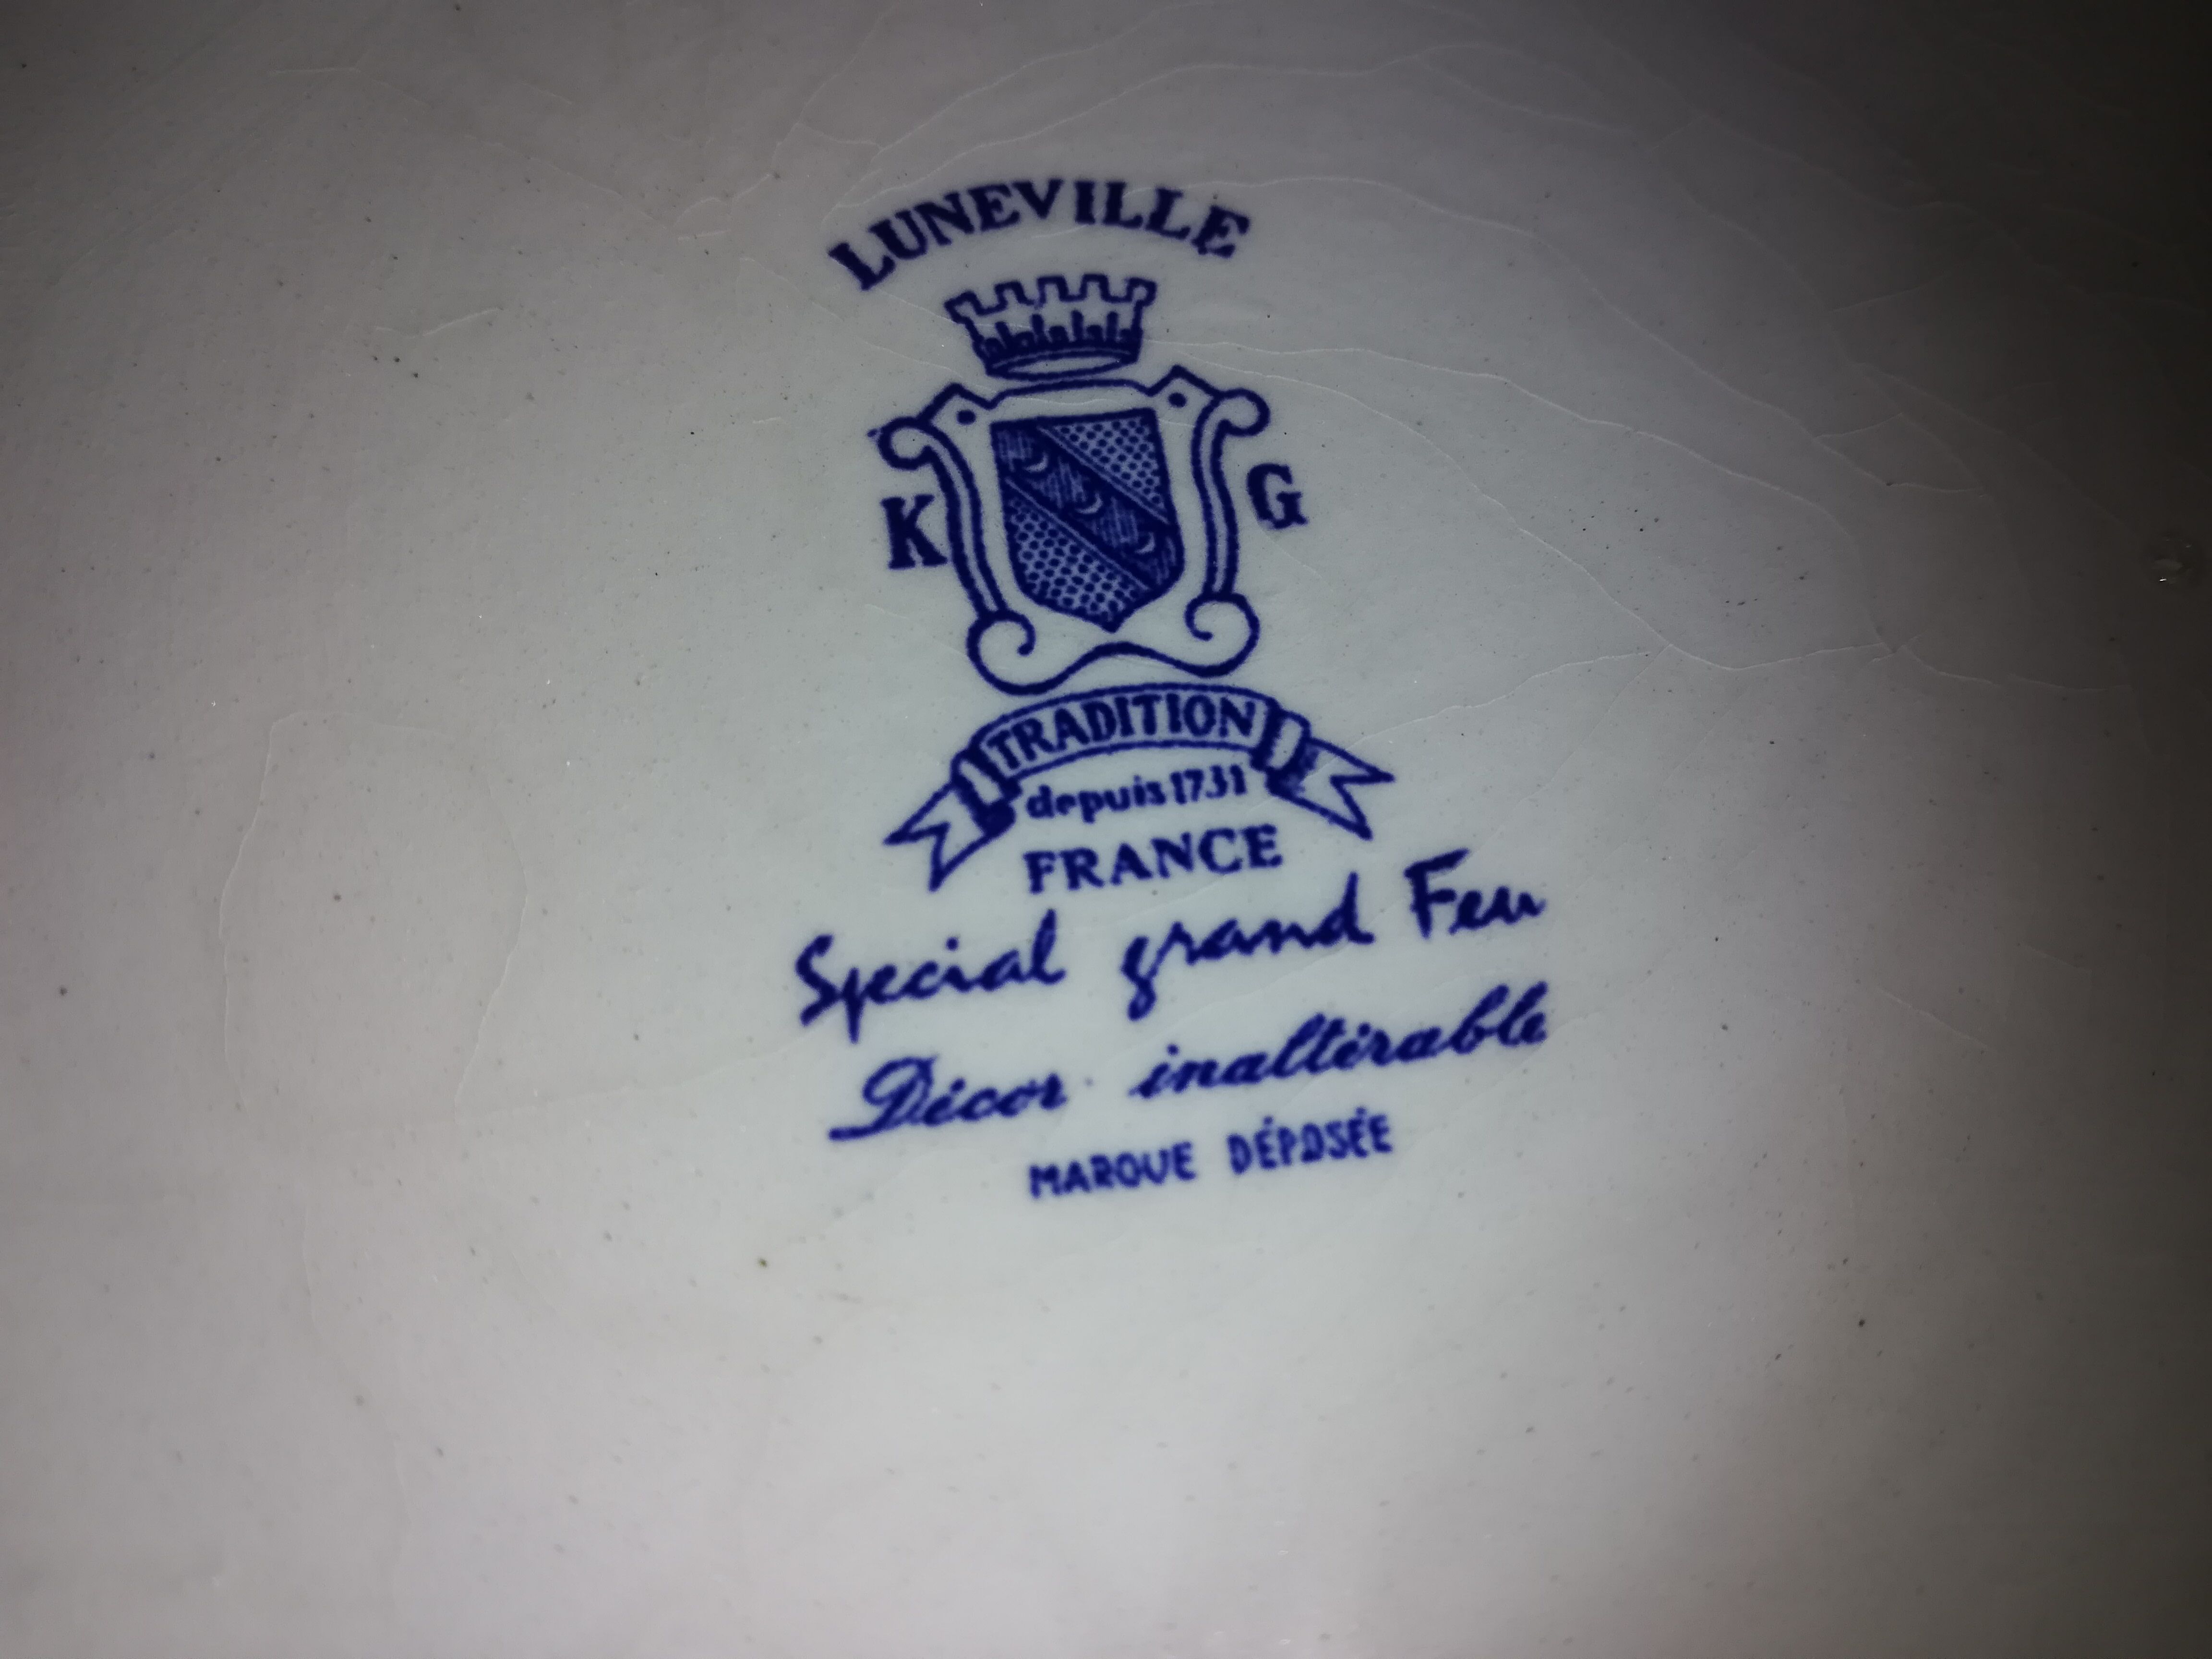 LUNEVILLE
K G
TRADITION
depuis 1731
FRANCE
Special grand Feu
Décor inaltérable
MARQUE DÉPOSÉE